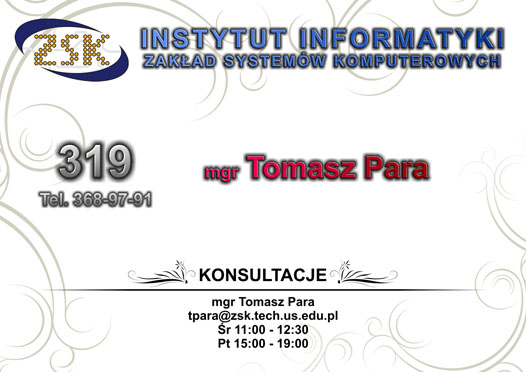 ZSK
INSTYTUT INFORMATYKI
ZAKŁAD SYSTEMÓW KOMPUTEROWYCH
319
Tel. 368-97-91
mgr Tomasz Para
KONSULTACJE
mgr Tomasz Para
tpara@zsk.tech.us.edu.pl
Śr 11:00 - 12:30
Pt 15:00 - 19:00